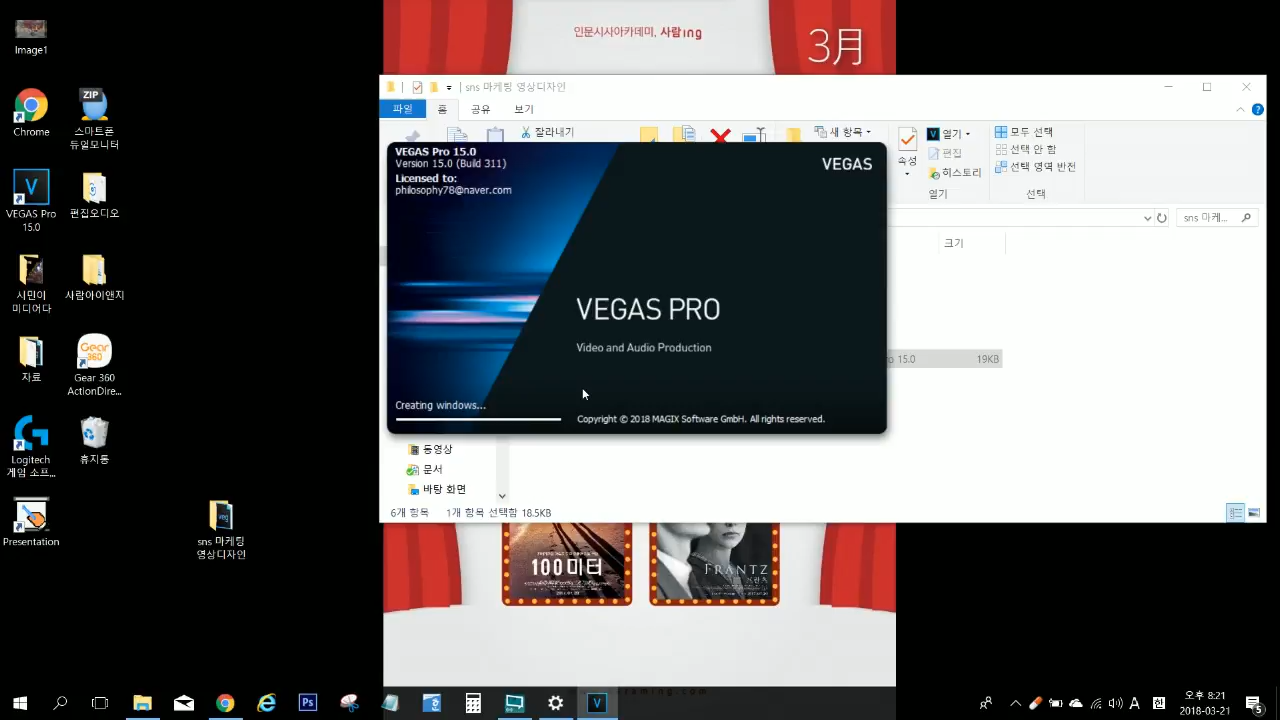 Image1
Chrome
스마트폰
듀얼모니터
VEGAS Pro
15.0
편집오디오
시민이
미디어다
사람아이앤지
자료
Gear 360
ActionDire...
Logitech
게임 소프...
휴지통
Presentation
sns 마케팅
영상디자인
인문시사아카데미, 사람ing
3月
sns 마케팅 영상디자인
파일
홈
공유
보기
잘라내기
새 항목
속성
열기
편집
히스토리
열기
모두 선택
선택 안 함
선택 영역 반전
선택
sns 마케...
크기
VEGAS Pro 15.0
Version 15.0 (Build 311)
Licensed to:
philosophy78@naver.com
VEGAS
VEGAS PRO
Video and Audio Production
Creating windows...
Copyright © 2018 MAGIX Software GmbH. All rights reserved.
15.0
19KB
동영상
문서
바탕 화면
6개 항목
1개 항목 선택함 18.5KB
100미터
FRANTZ
프란츠
ZIP
Gear
360
Ps
A
오후 8:21
2018-03-21
5